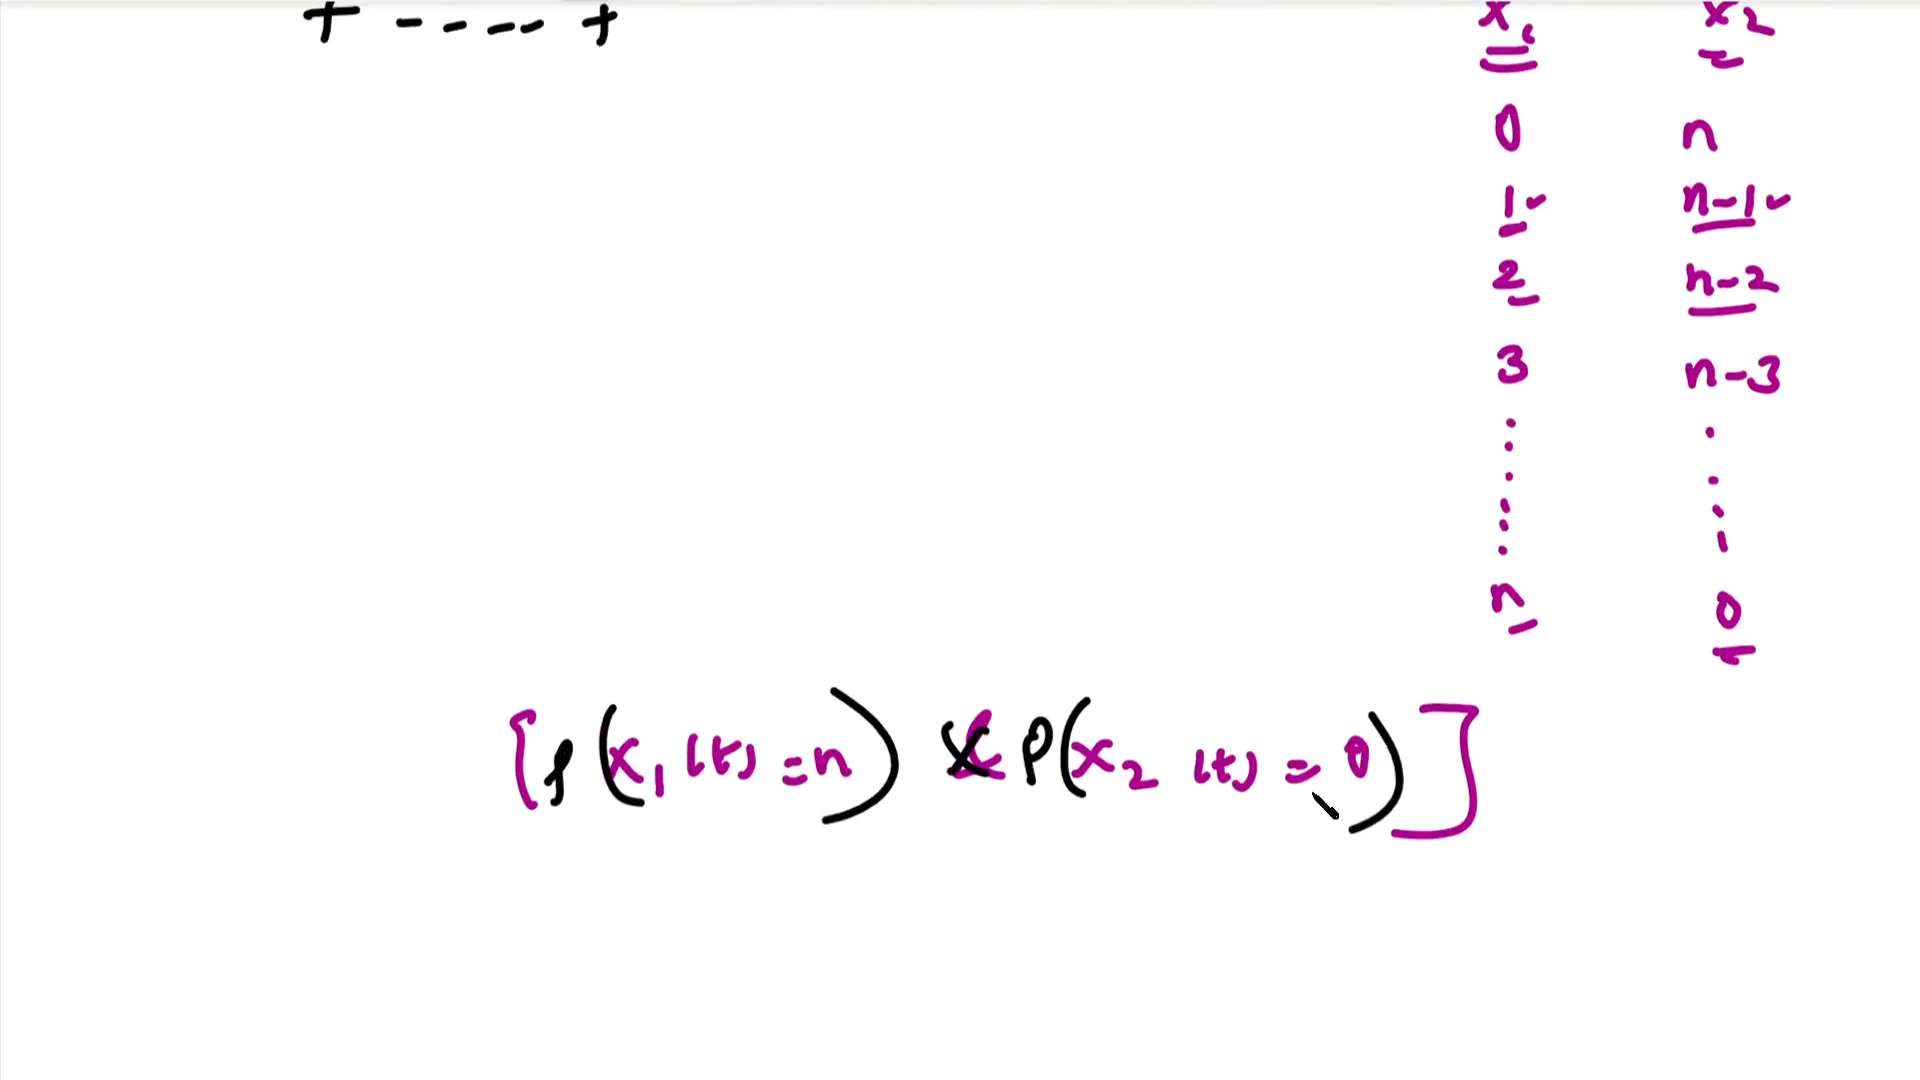 + - - - - +
x₁ x₂
0 n
1 n-1
2 n-2
3 n-3
n 0
[P(x₁(t) = n) × P(x₂(t) = 0)]